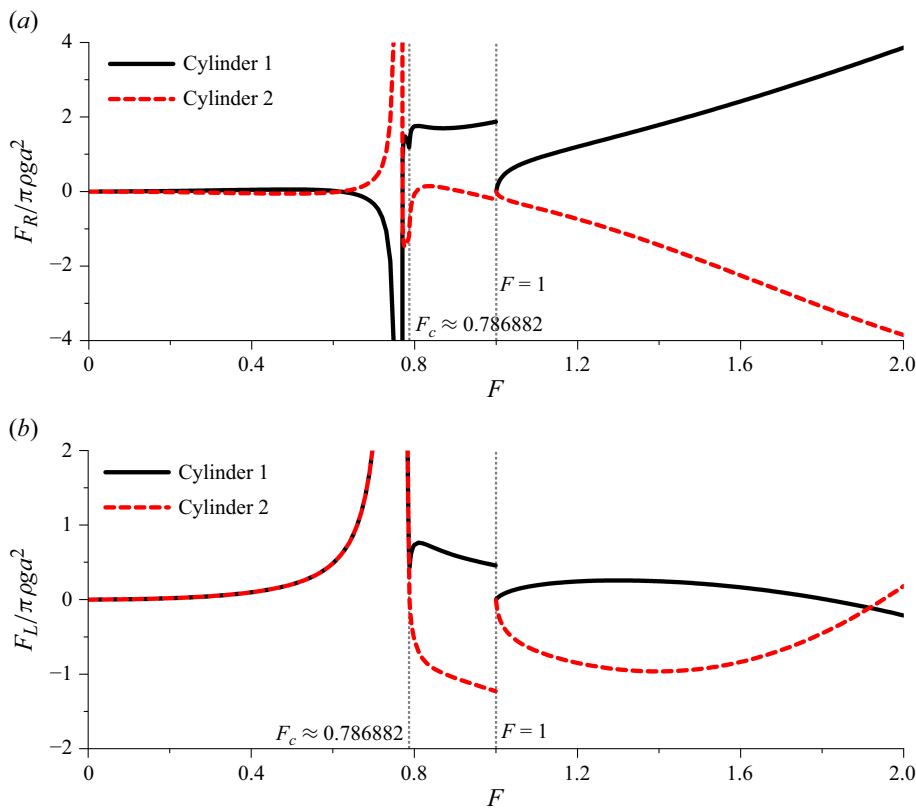 (a)
4
2
0
−2
−4
F_R/πρga²
Cylinder 1
Cylinder 2
F = 1
F_c ≈ 0.786882
0 0.4 0.8 1.2 1.6 2.0
F
(b)
2
1
0
−1
−2
F_L/πρga²
Cylinder 1
Cylinder 2
F_c ≈ 0.786882 F = 1
0 0.4 0.8 1.2 1.6 2.0
F